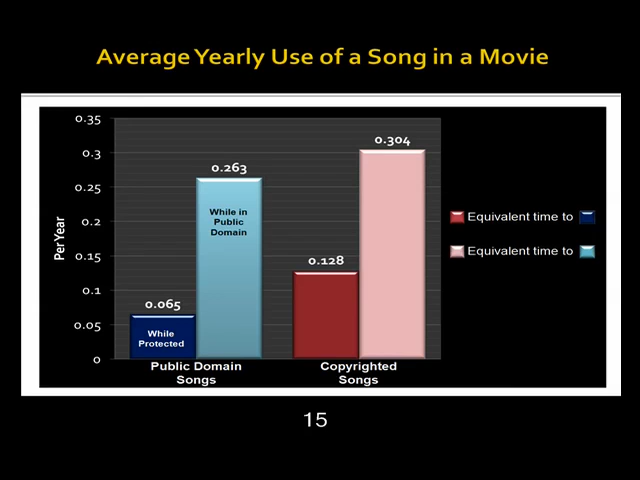 Average Yearly Use of a Song in a Movie
0.35
0.3
0.25
0.2
0.15
0.1
0.05
0
Per Year
0.065
0.263
0.128
0.304
While
Protected
While in
Public
Domain
Public Domain
Songs
Copyrighted
Songs
Equivalent time to
Equivalent time to
15